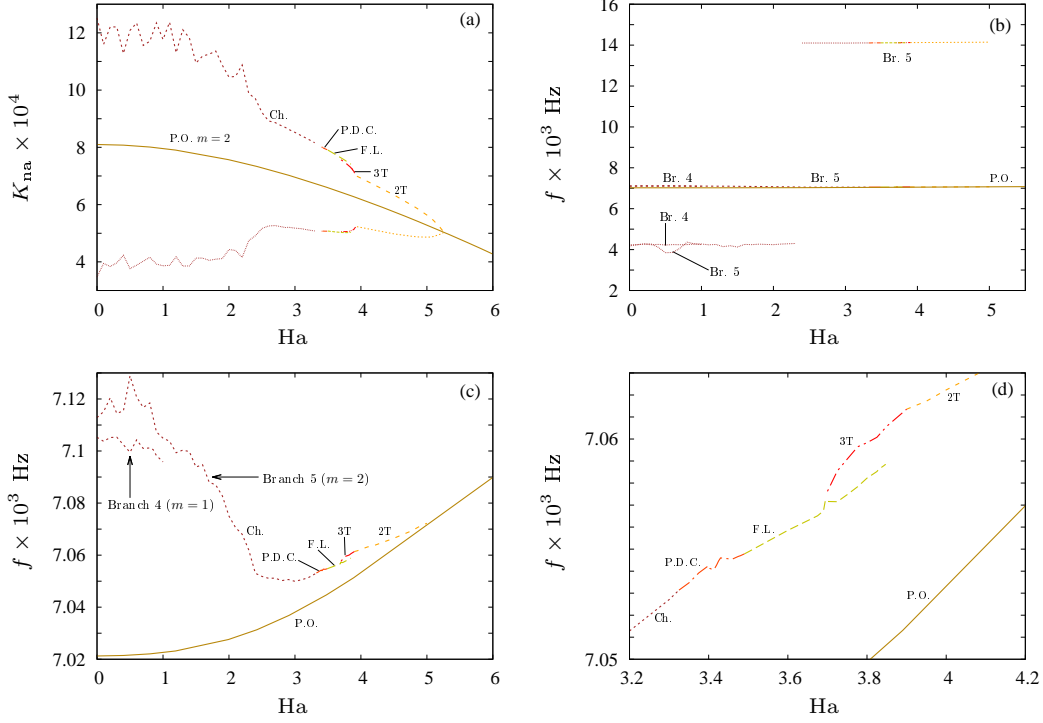 (a)
12
10
8
6
4
K_na × 10^4
Ch.
P.D.C.
F.L.
3T
2T
P.O. m = 2
0 1 2 3 4 5 6
Ha
(b)
16
14
12
10
8
6
4
2
f × 10^3 Hz
Br. 5
Br. 4
Br. 5
P.O.
Br. 4
Br. 5
0 1 2 3 4 5
Ha
(c)
7.12
7.1
7.08
7.06
7.04
7.02
f × 10^3 Hz
Branch 5 (m = 2)
Branch 4 (m = 1)
Ch.
3T
2T
F.L.
P.D.C.
P.O.
0 1 2 3 4 5 6
Ha
(d)
7.06
7.05
f × 10^3 Hz
2T
3T
F.L.
P.D.C.
P.O.
Ch.
3.2 3.4 3.6 3.8 4 4.2
Ha